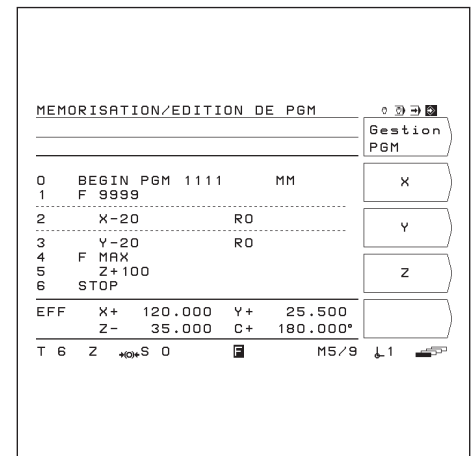 MEMORISATION/EDITION DE PGM
Gestion
PGM
0 BEGIN PGM 1111 MM
1 F 9999
X
2 X-20 R0
Y
3 Y-20 R0
4 F MAX
5 Z+100
Z
6 STOP
EFF X+ 120.000 Y+ 25.500
Z- 35.000 C+ 180.000°
T 6 Z S 0 F M5/9 1